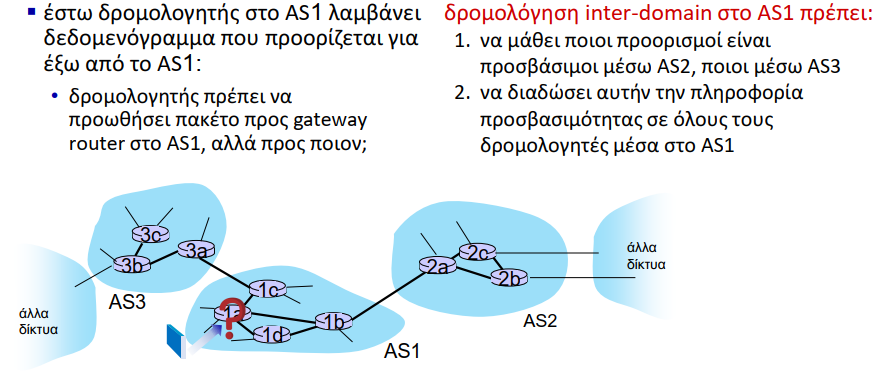 ▪ έστω δρομολογητής στο AS1 λαμβάνει
δεδομενόγραμμα που προορίζεται για
έξω από το AS1:
• δρομολογητής πρέπει να
προωθήσει πακέτο προς gateway
router στο AS1, αλλά προς ποιον;
δρομολόγηση inter-domain στο AS1 πρέπει:
1. να μάθει ποιοι προορισμοί είναι
προσβάσιμοι μέσω AS2, ποιοι μέσω AS3
2. να διαδώσει αυτήν την πληροφορία
προσβασιμότητας σε όλους τους
δρομολογητές μέσα στο AS1
3c
3a
3b
AS3
άλλα
δίκτυα
1c
1a
?
1d
1b
AS1
2c
2a
2b
AS2
άλλα
δίκτυα